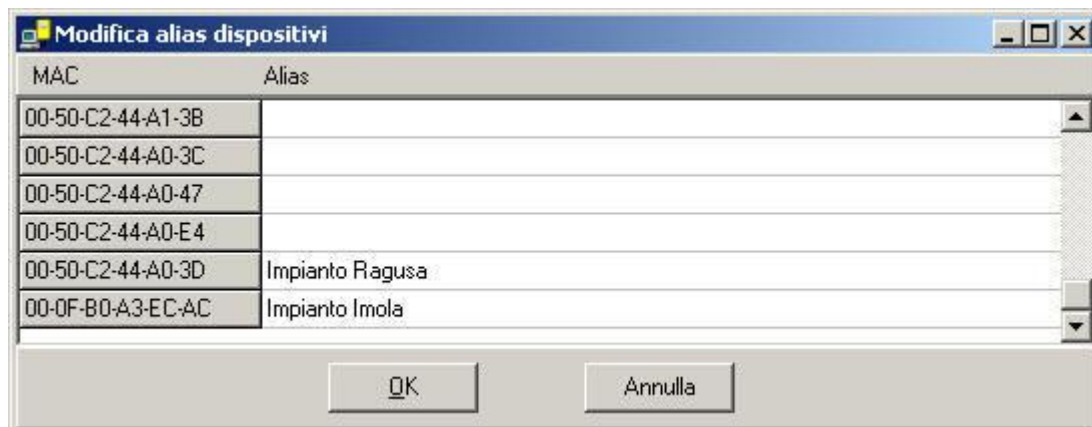 Modifica alias dispositivi
MAC Alias
00-50-C2-44-A1-3B
00-50-C2-44-A0-3C
00-50-C2-44-A0-47
00-50-C2-44-A0-E4
00-50-C2-44-A0-3D Impianto Ragusa
00-0F-B0-A3-EC-AC Impianto Imola
OK Annulla